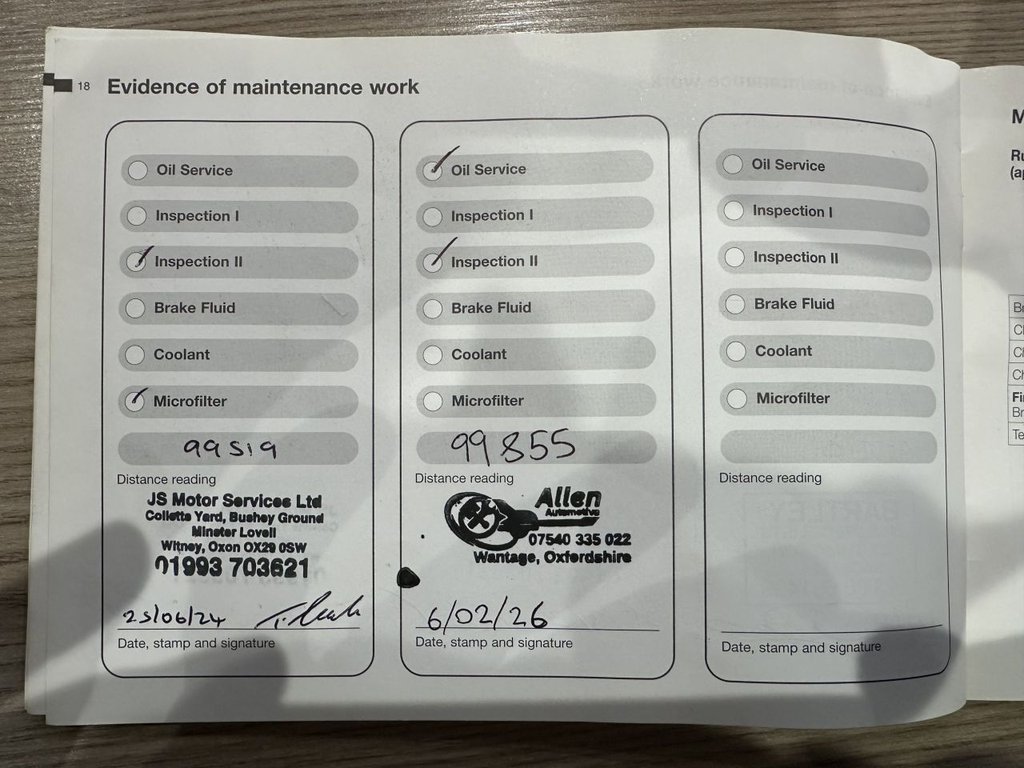 18 Evidence of maintenance work
Oil Service
Inspection I
Inspection II
Brake Fluid
Coolant
Microfilter
99519
Distance reading
JS Motor Services Ltd
Colletts Yard, Bushey Ground
Minster Lovell
Witney, Oxon OX29 0SW
01993 703621
25/06/24
Date, stamp and signature
Oil Service
Inspection I
Inspection II
Brake Fluid
Coolant
Microfilter
99855
Distance reading
Allen
Automotive
07540 335 022
Wantage, Oxfordshire
6/02/26
Date, stamp and signature
Oil Service
Inspection I
Inspection II
Brake Fluid
Coolant
Microfilter
Distance reading
Date, stamp and signature